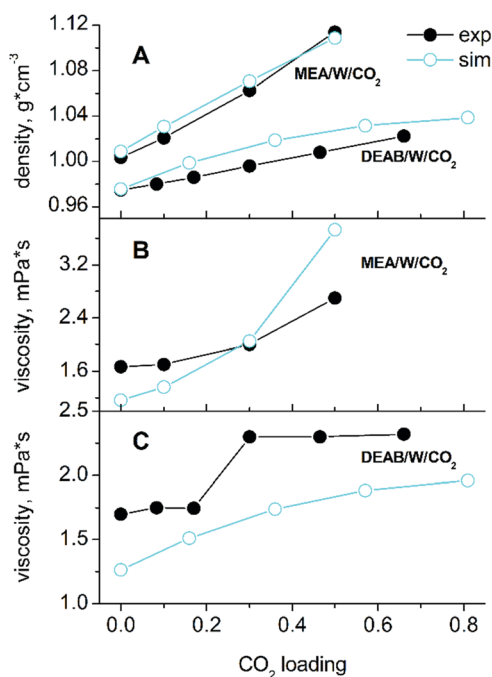 1.12
A
exp
sim
1.08
MEA/W/CO2
density, g*cm-3
1.04
1.00
DEAB/W/CO2
0.96
B
3.2
MEA/W/CO2
viscosity, mPa*s
2.4
1.6
2.5
C
DEAB/W/CO2
viscosity, mPa*s
2.0
1.5
1.0
0.0 0.2 0.4 0.6 0.8
CO2 loading